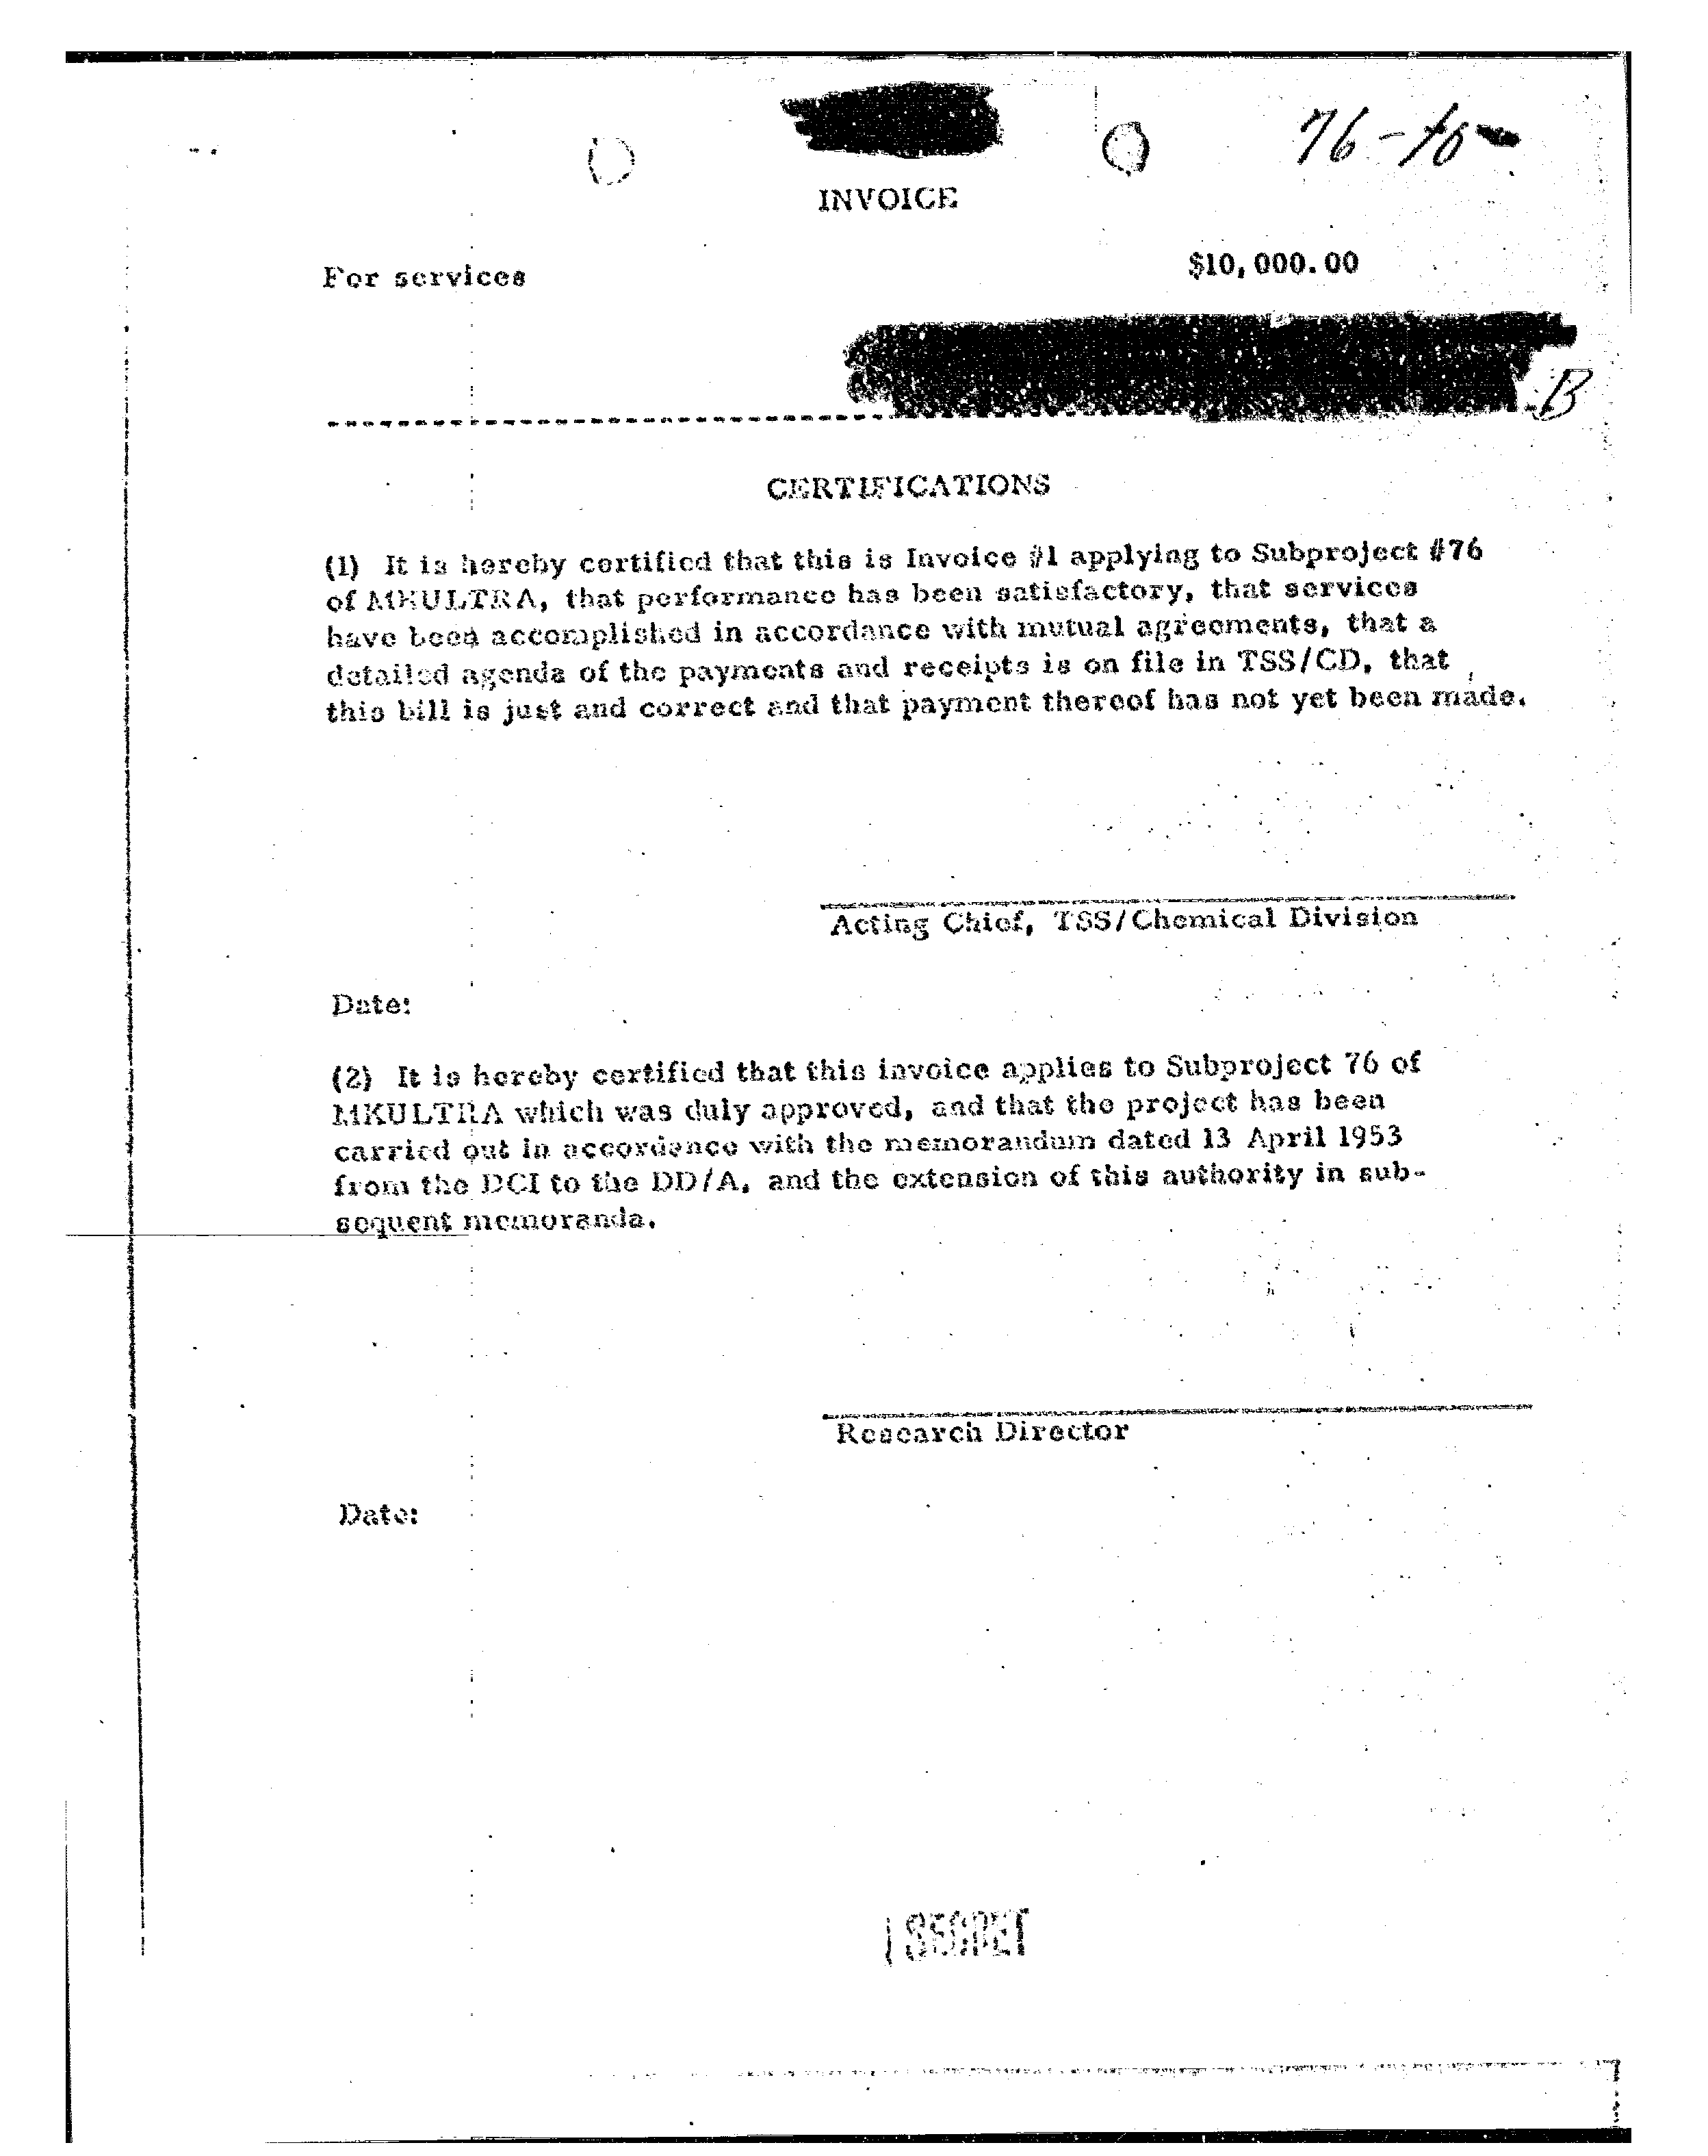 76-10
INVOICE
For services $10,000.00
B
CERTIFICATIONS
(1) It is hereby certified that this is Invoice #1 applying to Subproject #76
of MKULTRA, that performance has been satisfactory, that services
have been accomplished in accordance with mutual agreements, that a
detailed agenda of the payments and receipts is on file in TSS/CD, that
this bill is just and correct and that payment thereof has not yet been made.
Acting Chief, TSS/Chemical Division
Date:
(2) It is hereby certified that this invoice applies to Subproject 76 of
MKULTRA which was duly approved, and that the project has been
carried out in accordance with the memorandum dated 13 April 1953
from the DCI to the DD/A, and the extension of this authority in sub-
sequent memoranda.
Research Director
Date:
SECRET